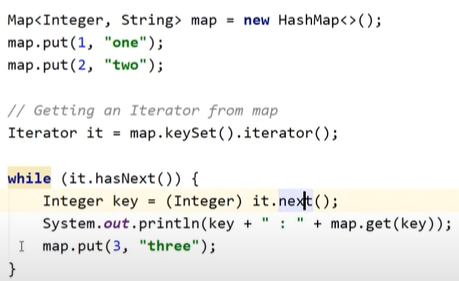 Map<Integer, String> map = new HashMap<>();
map.put(1, "one");
map.put(2, "two");
// Getting an Iterator from map
Iterator it = map.keySet().iterator();
while (it.hasNext()) {
    Integer key = (Integer) it.next();
    System.out.println(key + " : " + map.get(key));
    map.put(3, "three");
}